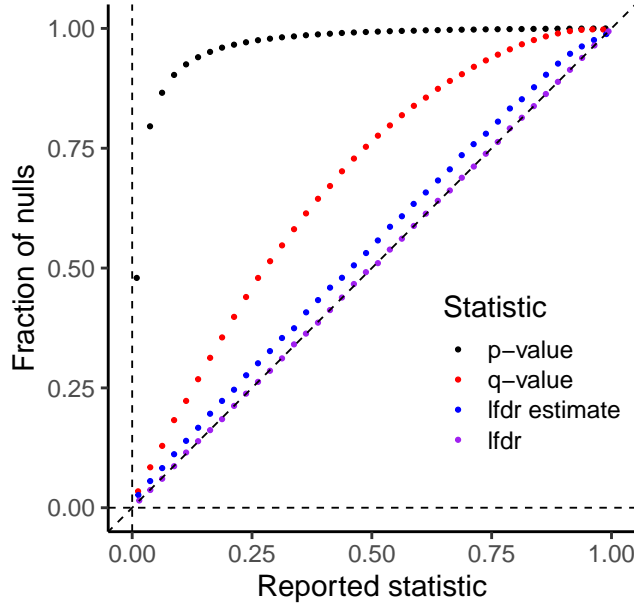 1.00
0.75
0.50
0.25
0.00
Fraction of nulls
Statistic
p−value
q−value
lfdr estimate
lfdr
0.00 0.25 0.50 0.75 1.00
Reported statistic